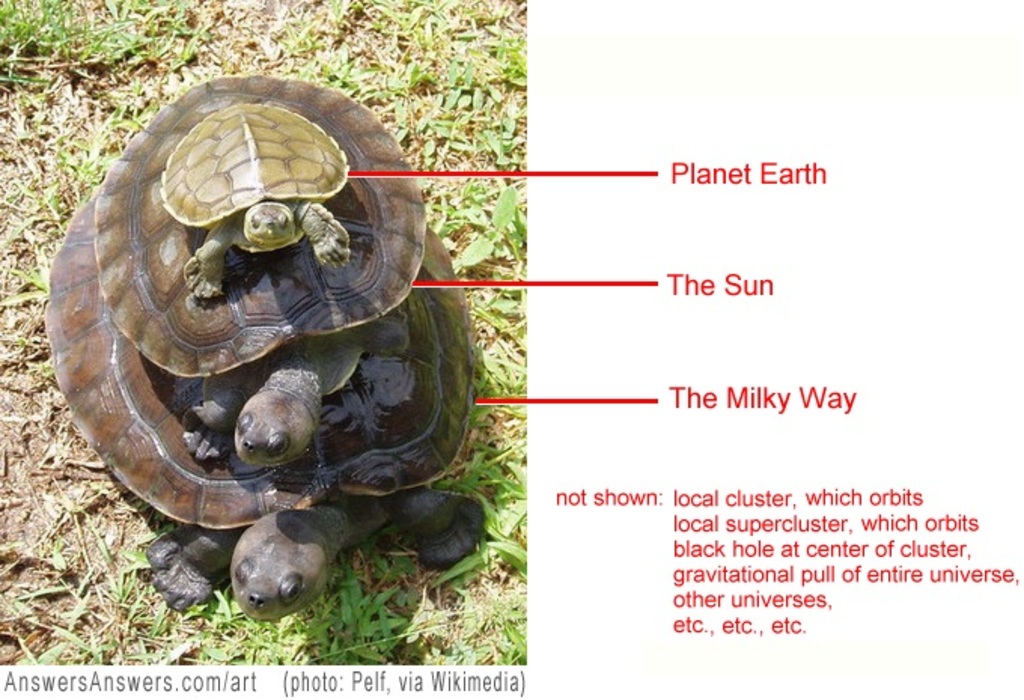 Planet Earth
The Sun
The Milky Way
not shown: local cluster, which orbits
local supercluster, which orbits
black hole at center of cluster,
gravitational pull of entire universe,
other universes,
etc., etc., etc.
AnswersAnswers.com/art (photo: Pelf, via Wikimedia)